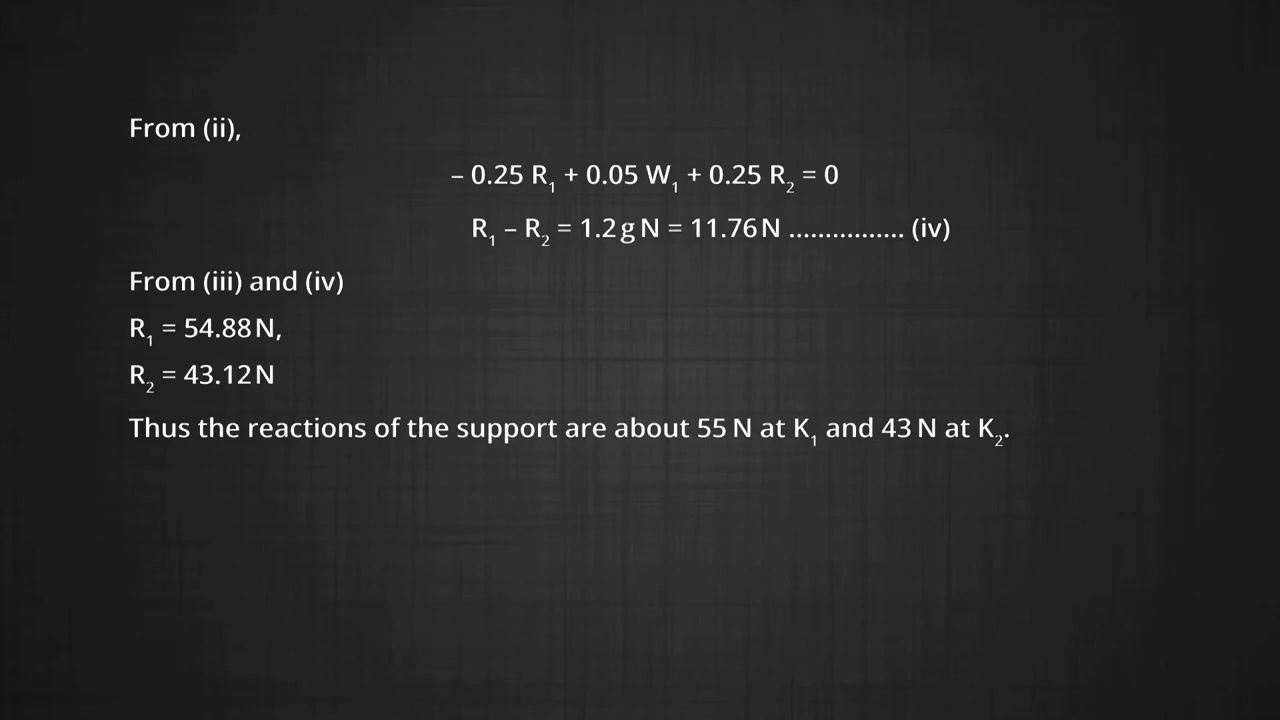 From (ii),
– 0.25 R₁ + 0.05 W₁ + 0.25 R₂ = 0
R₁ – R₂ = 1.2 g N = 11.76 N ................ (iv)
From (iii) and (iv)
R₁ = 54.88 N,
R₂ = 43.12 N
Thus the reactions of the support are about 55 N at K₁ and 43 N at K₂.